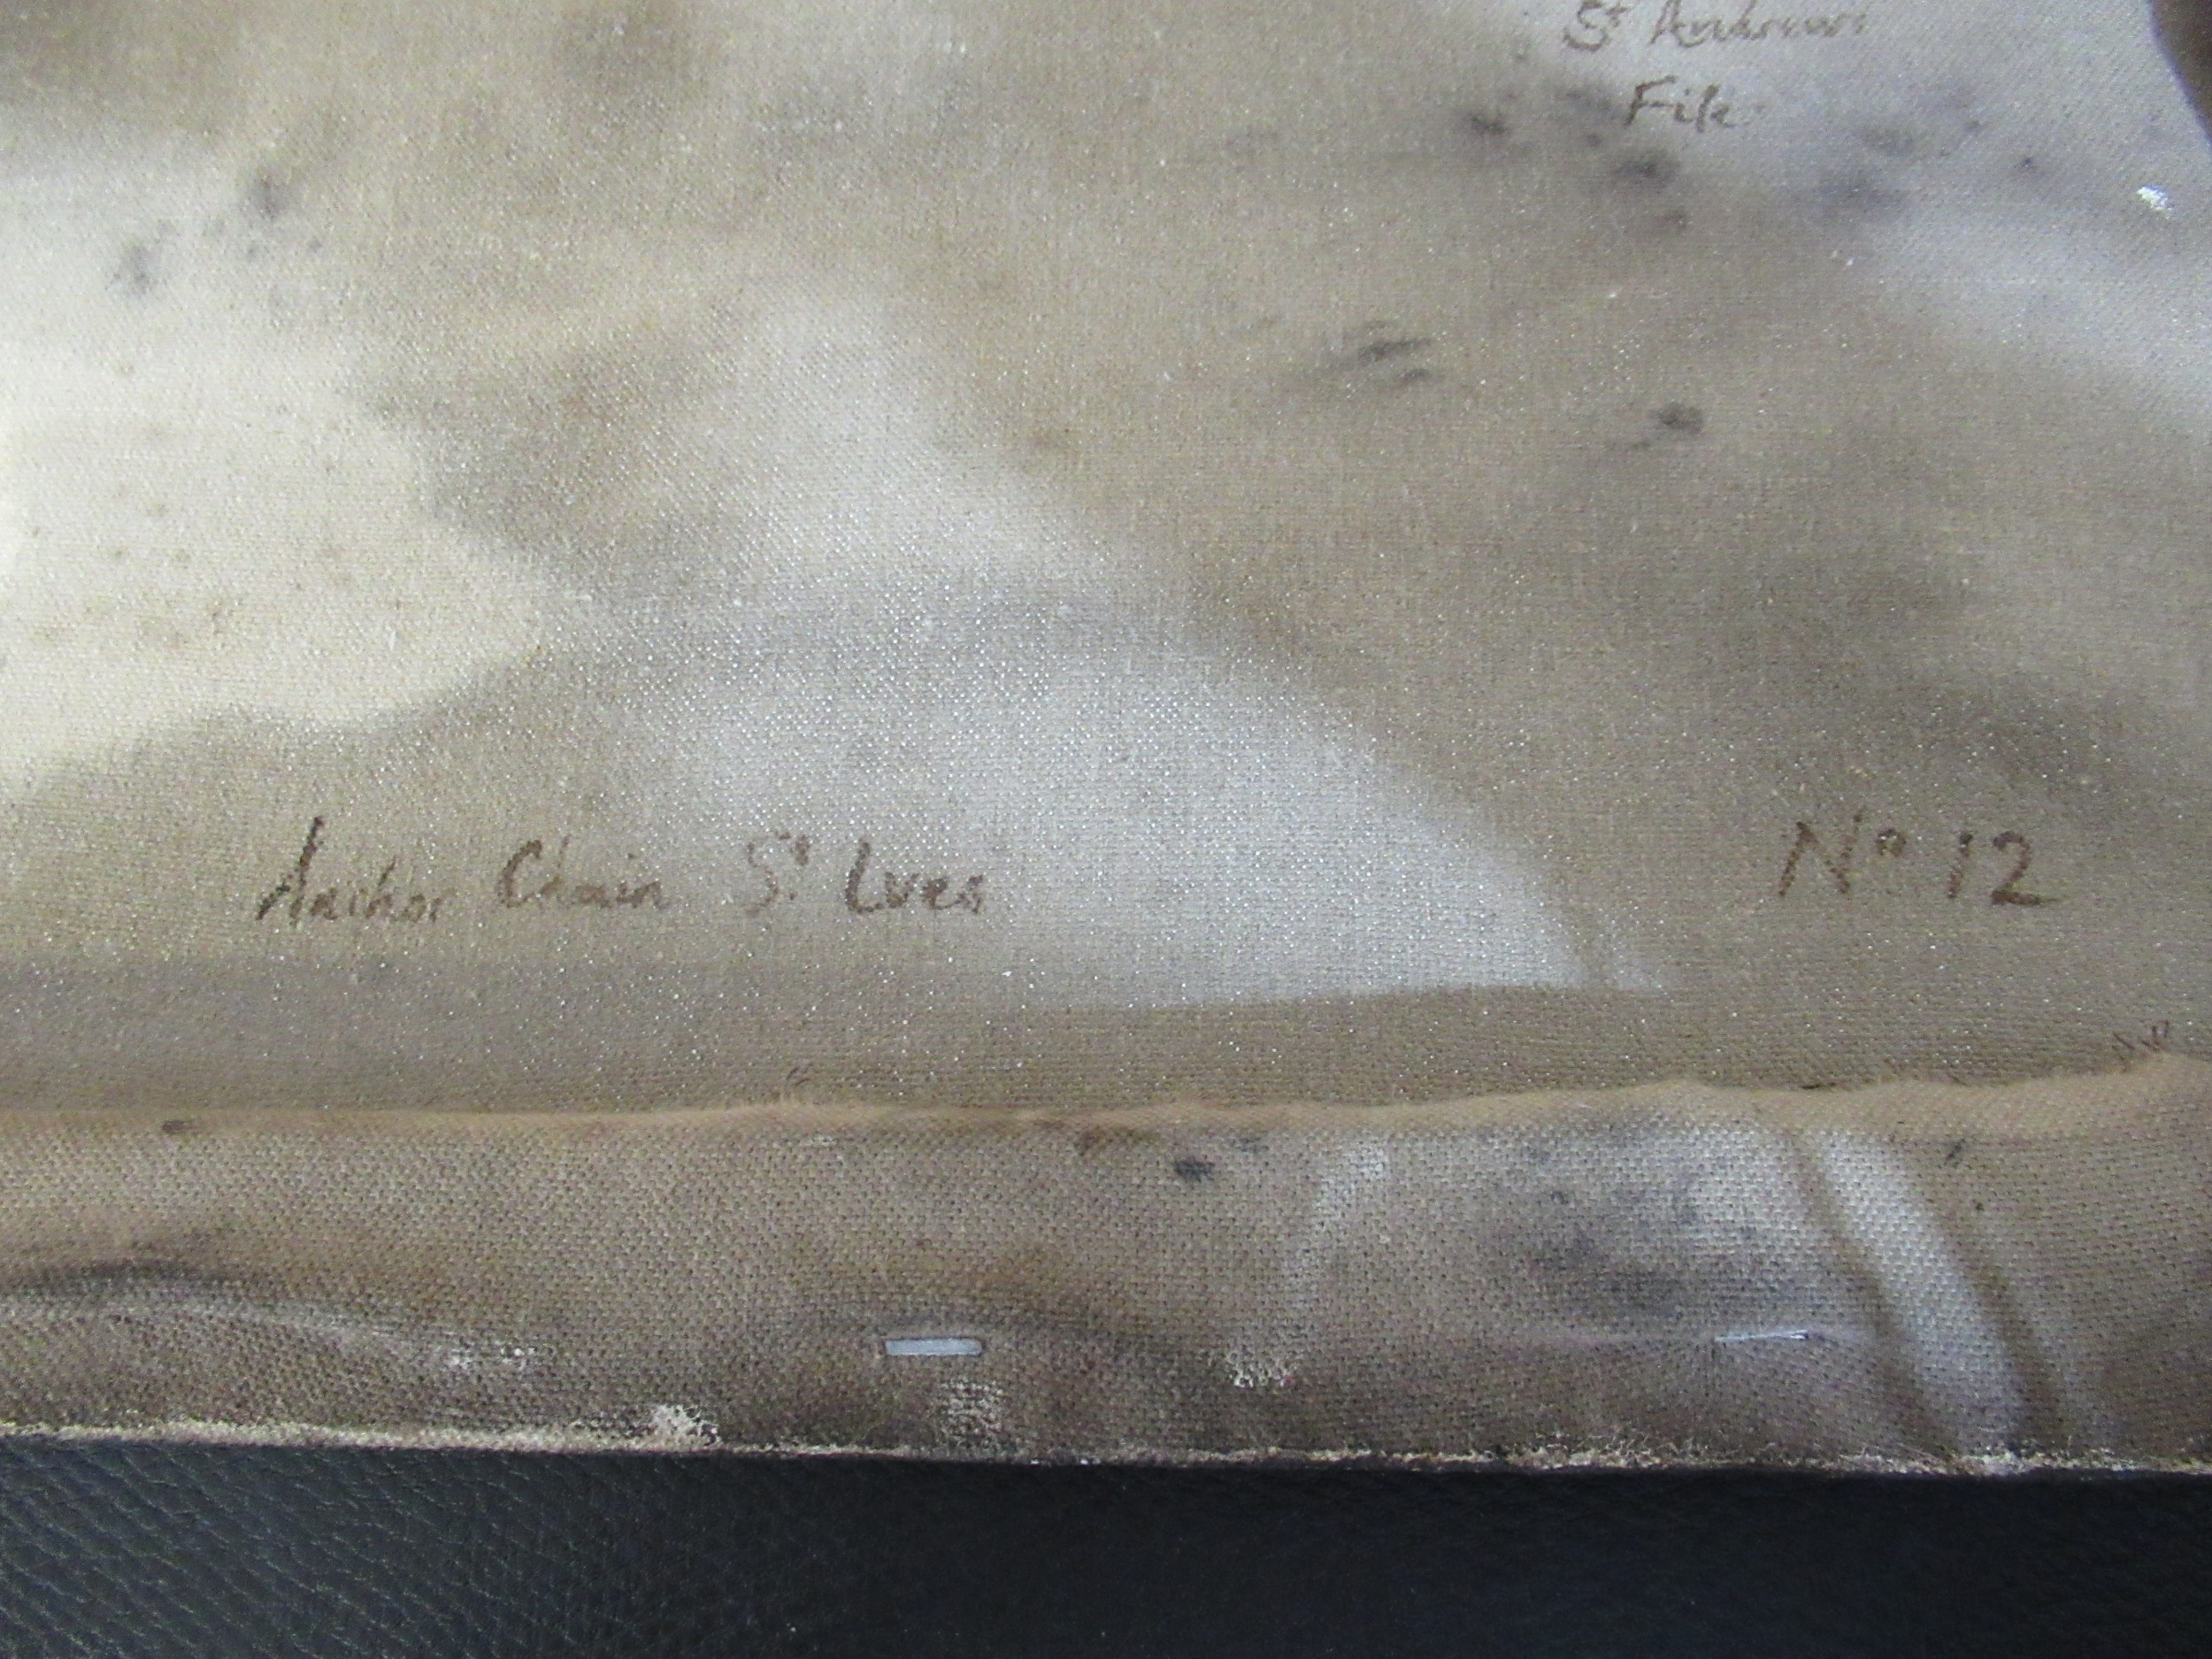 St Andrews
Fife
Anchor Chain St Ives
No 12